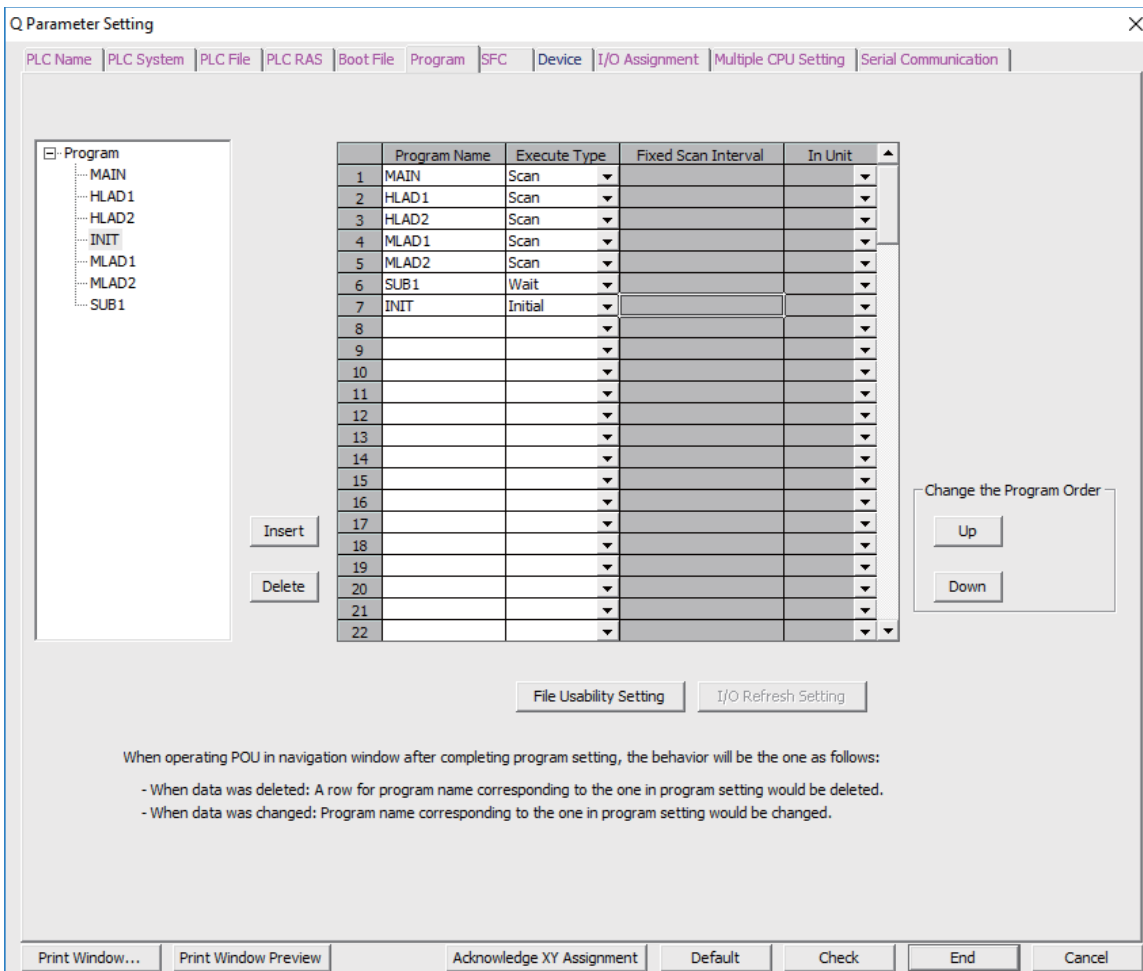 Q Parameter Setting
PLC Name PLC System PLC File PLC RAS Boot File Program SFC Device I/O Assignment Multiple CPU Setting Serial Communication
Program
MAIN
HLAD1
HLAD2
INIT
MLAD1
MLAD2
SUB1
Program Name Execute Type Fixed Scan Interval In Unit
1 MAIN Scan
2 HLAD1 Scan
3 HLAD2 Scan
4 MLAD1 Scan
5 MLAD2 Scan
6 SUB1 Wait
7 INIT Initial
8
9
10
11
12
13
14
15
16
17
18
19
20
21
22
Insert
Delete
Change the Program Order
Up
Down
File Usability Setting I/O Refresh Setting
When operating POU in navigation window after completing program setting, the behavior will be the one as follows:
- When data was deleted: A row for program name corresponding to the one in program setting would be deleted.
- When data was changed: Program name corresponding to the one in program setting would be changed.
Print Window... Print Window Preview Acknowledge XY Assignment Default Check End Cancel